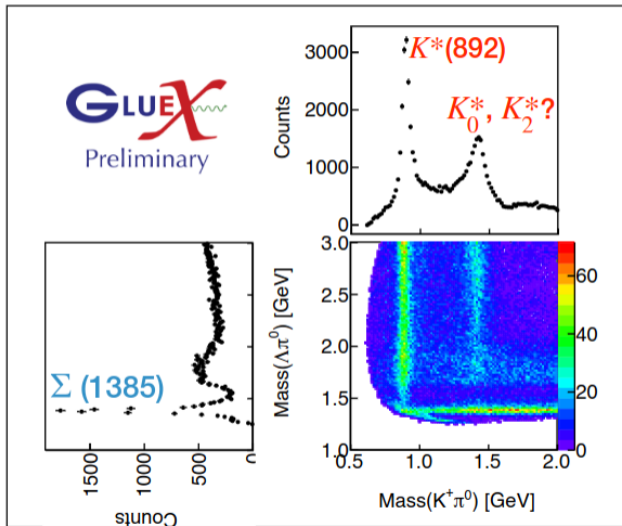 GLUEX
Preliminary
Counts
3000
2000
1000
0
K*(892)
K₀*, K₂*?
Σ (1385)
1500
1000
500
0
Counts
Mass(Λπ⁰) [GeV]
3.0
2.5
2.0
1.5
1.0
0.5
1.0
1.5
2.0
Mass(K⁺π⁰) [GeV]
60
40
20
0